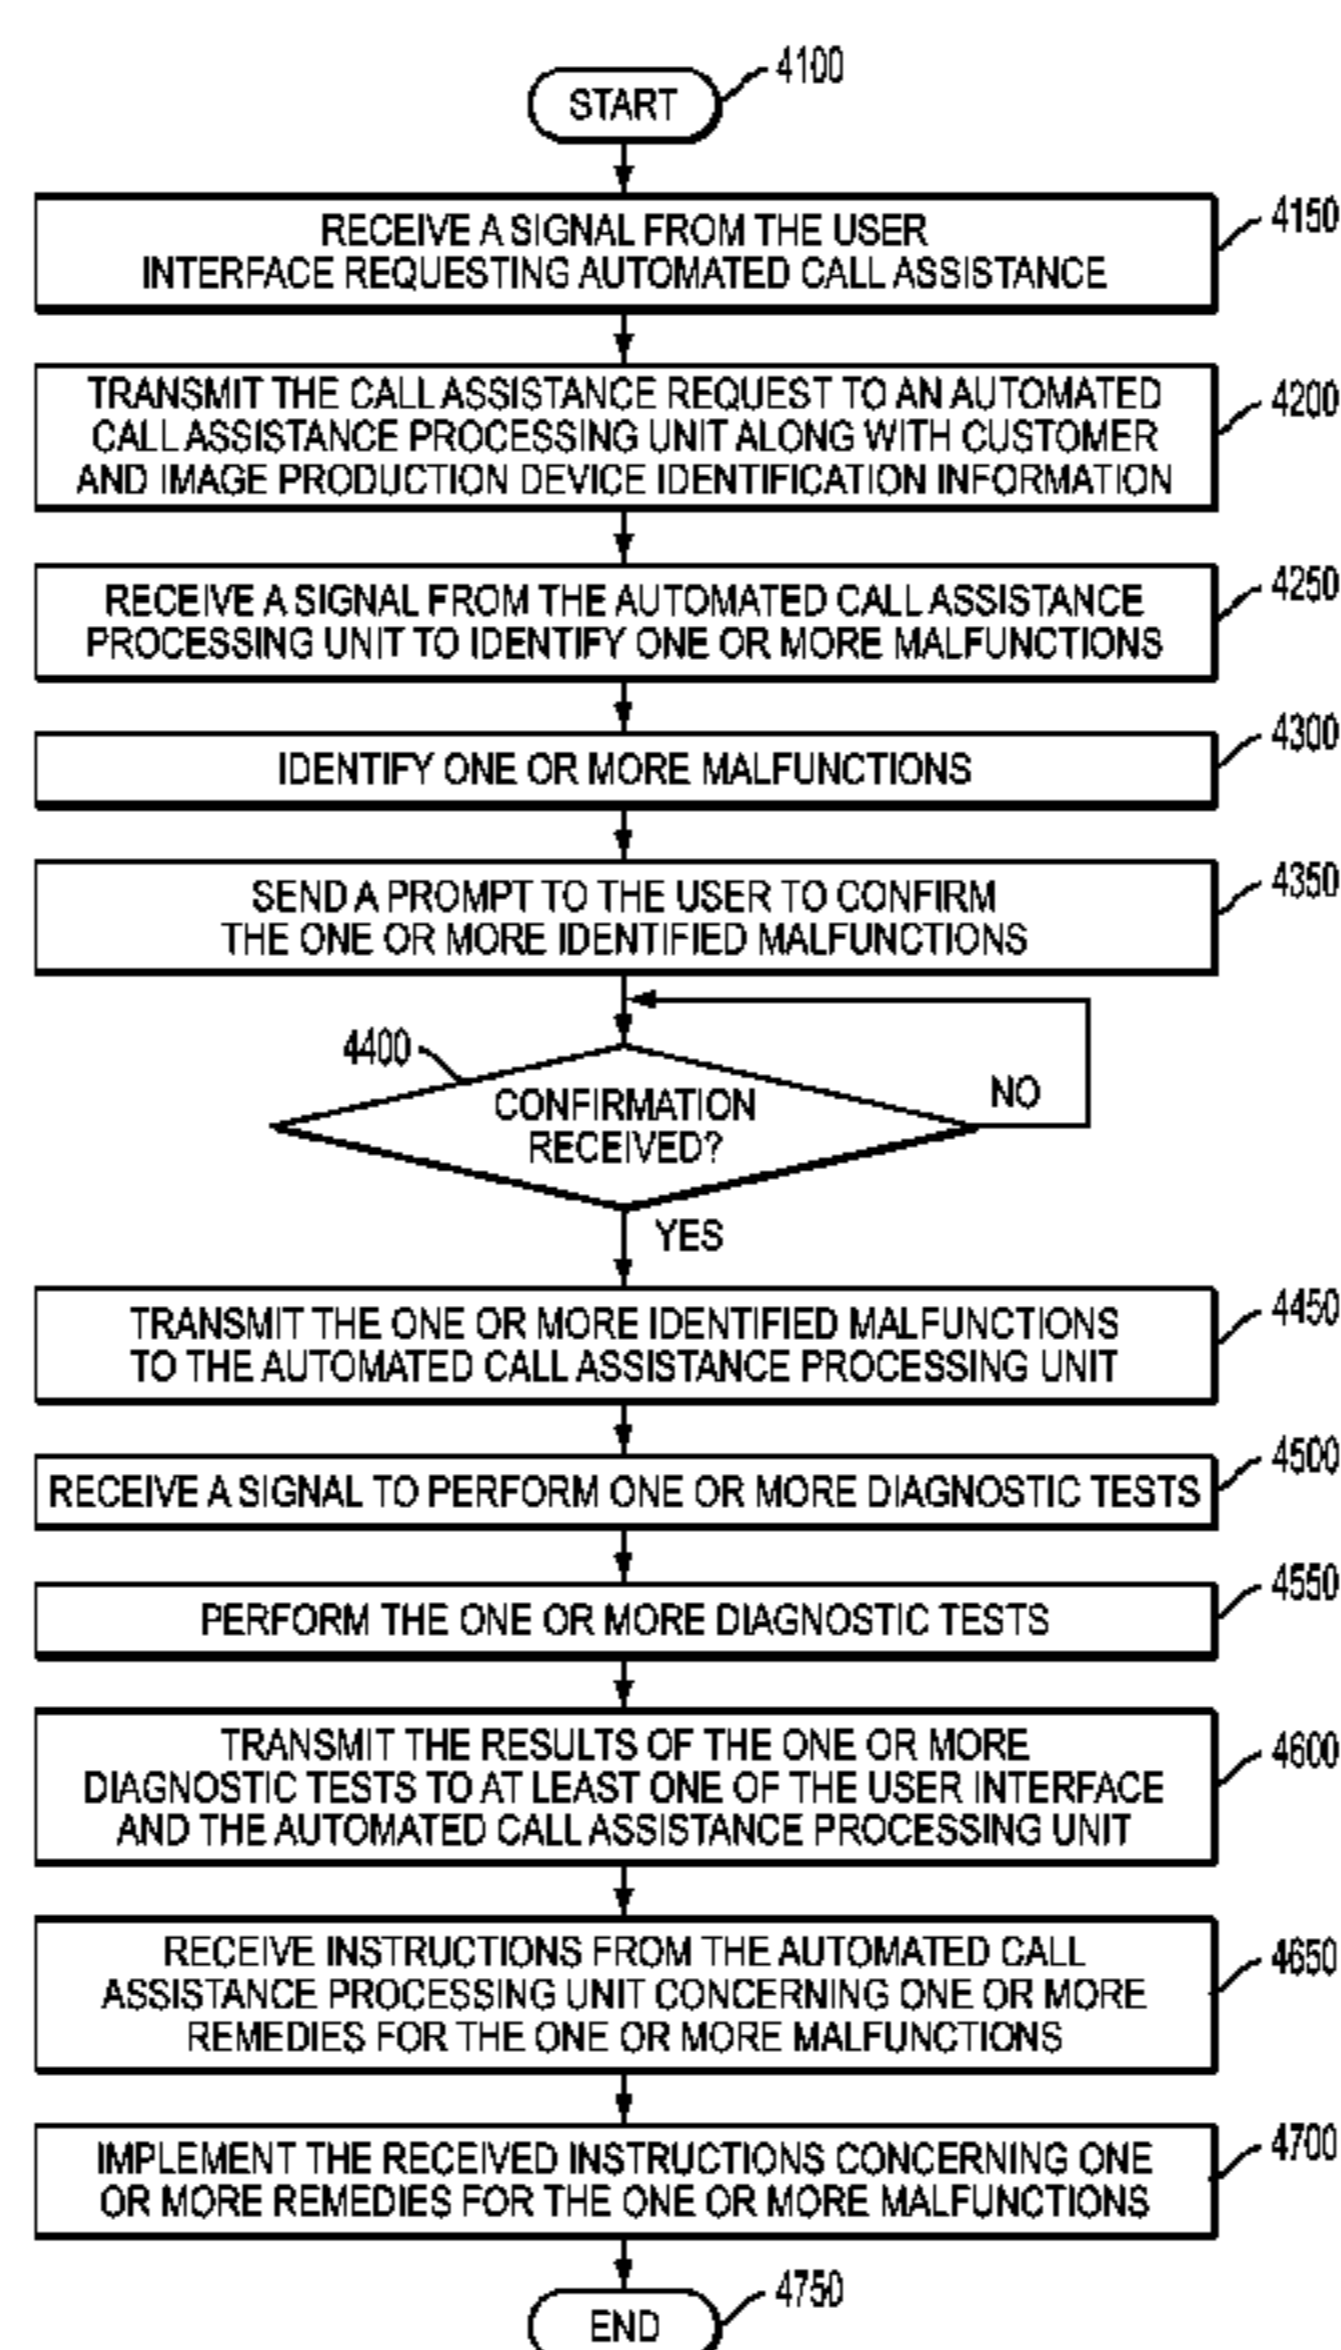 START
4100
RECEIVE A SIGNAL FROM THE USER
INTERFACE REQUESTING AUTOMATED CALL ASSISTANCE
4150
TRANSMIT THE CALL ASSISTANCE REQUEST TO AN AUTOMATED
CALL ASSISTANCE PROCESSING UNIT ALONG WITH CUSTOMER
AND IMAGE PRODUCTION DEVICE IDENTIFICATION INFORMATION
4200
RECEIVE A SIGNAL FROM THE AUTOMATED CALL ASSISTANCE
PROCESSING UNIT TO IDENTIFY ONE OR MORE MALFUNCTIONS
4250
IDENTIFY ONE OR MORE MALFUNCTIONS
4300
SEND A PROMPT TO THE USER TO CONFIRM
THE ONE OR MORE IDENTIFIED MALFUNCTIONS
4350
4400
CONFIRMATION
RECEIVED?
NO
YES
TRANSMIT THE ONE OR MORE IDENTIFIED MALFUNCTIONS
TO THE AUTOMATED CALL ASSISTANCE PROCESSING UNIT
4450
RECEIVE A SIGNAL TO PERFORM ONE OR MORE DIAGNOSTIC TESTS
4500
PERFORM THE ONE OR MORE DIAGNOSTIC TESTS
4550
TRANSMIT THE RESULTS OF THE ONE OR MORE
DIAGNOSTIC TESTS TO AT LEAST ONE OF THE USER INTERFACE
AND THE AUTOMATED CALL ASSISTANCE PROCESSING UNIT
4600
RECEIVE INSTRUCTIONS FROM THE AUTOMATED CALL
ASSISTANCE PROCESSING UNIT CONCERNING ONE OR MORE
REMEDIES FOR THE ONE OR MORE MALFUNCTIONS
4650
IMPLEMENT THE RECEIVED INSTRUCTIONS CONCERNING ONE
OR MORE REMEDIES FOR THE ONE OR MORE MALFUNCTIONS
4700
END
4750